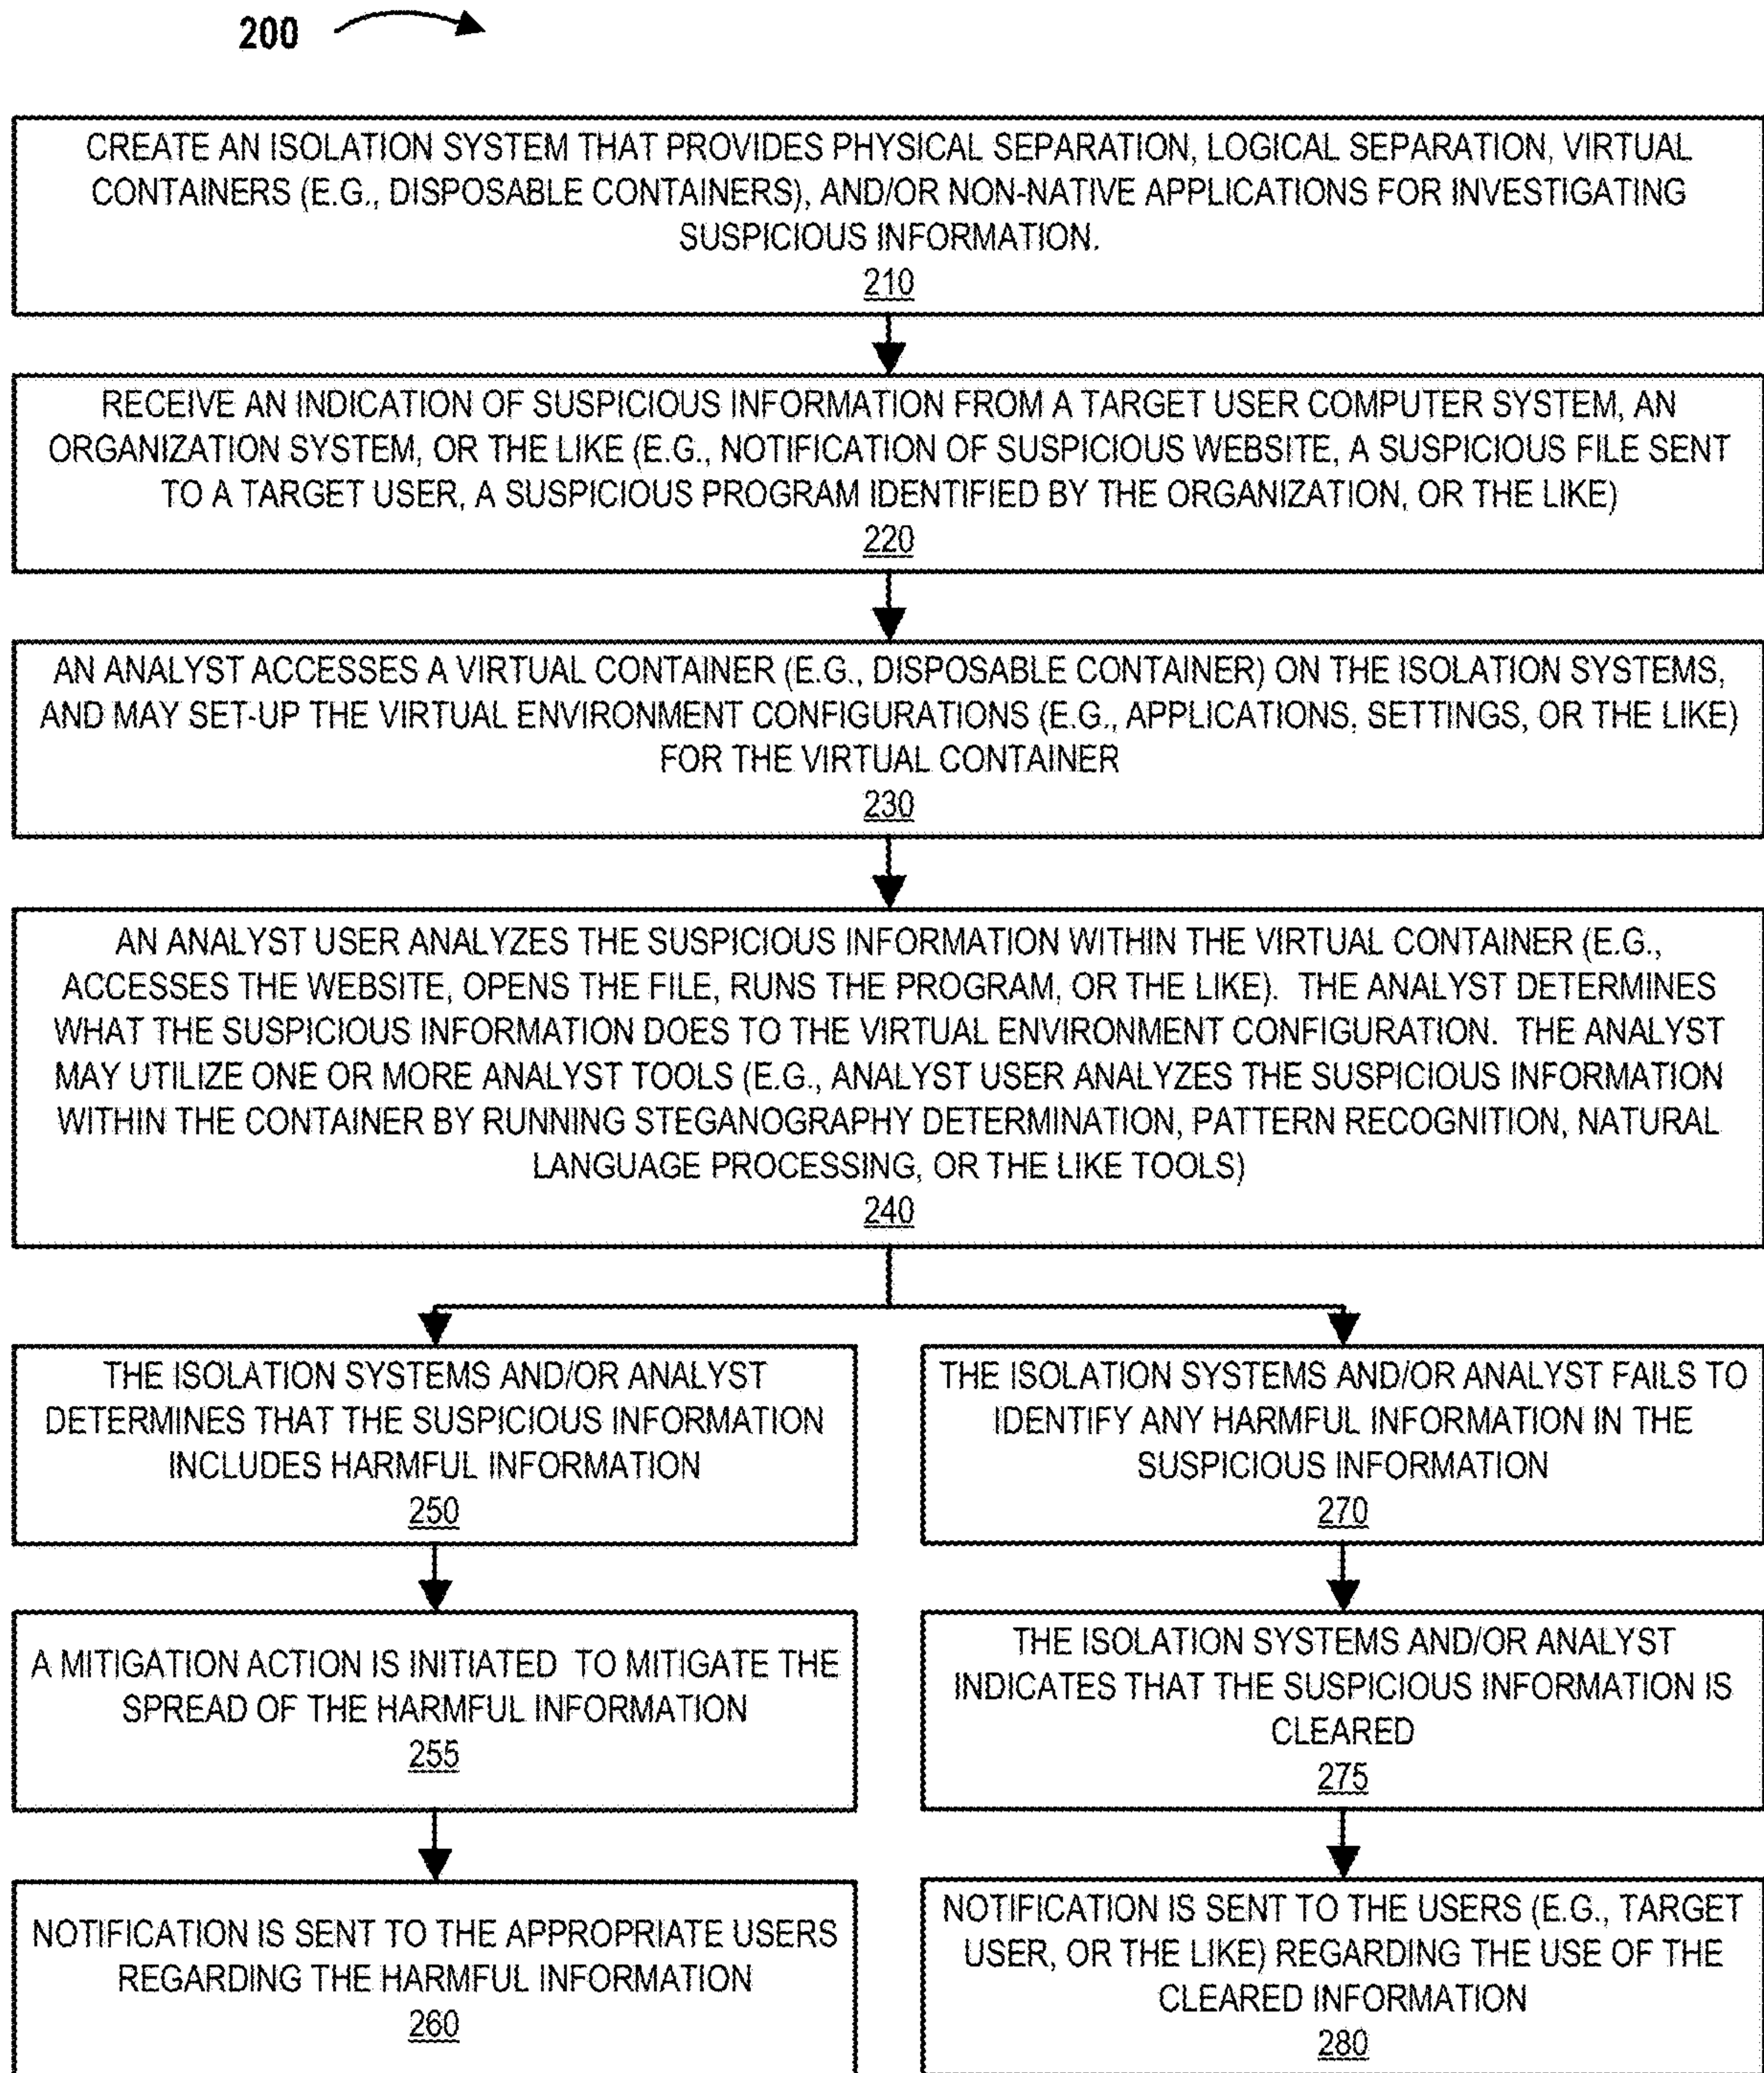 200
CREATE AN ISOLATION SYSTEM THAT PROVIDES PHYSICAL SEPARATION, LOGICAL SEPARATION, VIRTUAL
CONTAINERS (E.G., DISPOSABLE CONTAINERS), AND/OR NON-NATIVE APPLICATIONS FOR INVESTIGATING
SUSPICIOUS INFORMATION.
210
RECEIVE AN INDICATION OF SUSPICIOUS INFORMATION FROM A TARGET USER COMPUTER SYSTEM, AN
ORGANIZATION SYSTEM, OR THE LIKE (E.G., NOTIFICATION OF SUSPICIOUS WEBSITE, A SUSPICIOUS FILE SENT
TO A TARGET USER, A SUSPICIOUS PROGRAM IDENTIFIED BY THE ORGANIZATION, OR THE LIKE)
220
AN ANALYST ACCESSES A VIRTUAL CONTAINER (E.G., DISPOSABLE CONTAINER) ON THE ISOLATION SYSTEMS,
AND MAY SET-UP THE VIRTUAL ENVIRONMENT CONFIGURATIONS (E.G., APPLICATIONS, SETTINGS, OR THE LIKE)
FOR THE VIRTUAL CONTAINER
230
AN ANALYST USER ANALYZES THE SUSPICIOUS INFORMATION WITHIN THE VIRTUAL CONTAINER (E.G.,
ACCESSES THE WEBSITE, OPENS THE FILE, RUNS THE PROGRAM, OR THE LIKE). THE ANALYST DETERMINES
WHAT THE SUSPICIOUS INFORMATION DOES TO THE VIRTUAL ENVIRONMENT CONFIGURATION. THE ANALYST
MAY UTILIZE ONE OR MORE ANALYST TOOLS (E.G., ANALYST USER ANALYZES THE SUSPICIOUS INFORMATION
WITHIN THE CONTAINER BY RUNNING STEGANOGRAPHY DETERMINATION, PATTERN RECOGNITION, NATURAL
LANGUAGE PROCESSING, OR THE LIKE TOOLS)
240
THE ISOLATION SYSTEMS AND/OR ANALYST
DETERMINES THAT THE SUSPICIOUS INFORMATION
INCLUDES HARMFUL INFORMATION
250
THE ISOLATION SYSTEMS AND/OR ANALYST FAILS TO
IDENTIFY ANY HARMFUL INFORMATION IN THE
SUSPICIOUS INFORMATION
270
A MITIGATION ACTION IS INITIATED TO MITIGATE THE
SPREAD OF THE HARMFUL INFORMATION
255
THE ISOLATION SYSTEMS AND/OR ANALYST
INDICATES THAT THE SUSPICIOUS INFORMATION IS
CLEARED
275
NOTIFICATION IS SENT TO THE APPROPRIATE USERS
REGARDING THE HARMFUL INFORMATION
260
NOTIFICATION IS SENT TO THE USERS (E.G., TARGET
USER, OR THE LIKE) REGARDING THE USE OF THE
CLEARED INFORMATION
280